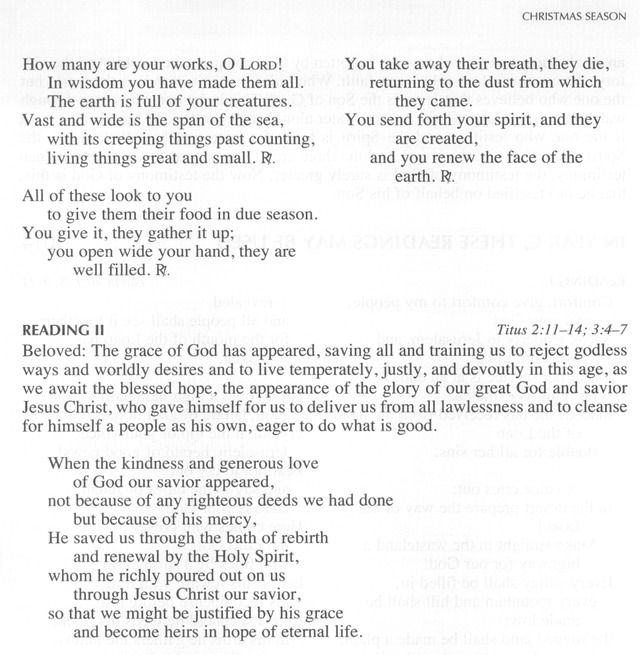 CHRISTMAS SEASON
How many are your works, O LORD!
In wisdom you have made them all.
The earth is full of your creatures.
Vast and wide is the span of the sea,
with its creeping things past counting,
living things great and small. ℟.
All of these look to you
to give them their food in due season.
You give it, they gather it up;
you open wide your hand, they are
well filled. ℟.
You take away their breath, they die,
returning to the dust from which
they came.
You send forth your spirit, and they
are created,
and you renew the face of the
earth. ℟.
READING II Titus 2:11–14; 3:4–7
Beloved: The grace of God has appeared, saving all and training us to reject godless
ways and worldly desires and to live temperately, justly, and devoutly in this age, as
we await the blessed hope, the appearance of the glory of our great God and savior
Jesus Christ, who gave himself for us to deliver us from all lawlessness and to cleanse
for himself a people as his own, eager to do what is good.
When the kindness and generous love
of God our savior appeared,
not because of any righteous deeds we had done
but because of his mercy,
He saved us through the bath of rebirth
and renewal by the Holy Spirit,
whom he richly poured out on us
through Jesus Christ our savior,
so that we might be justified by his grace
and become heirs in hope of eternal life.